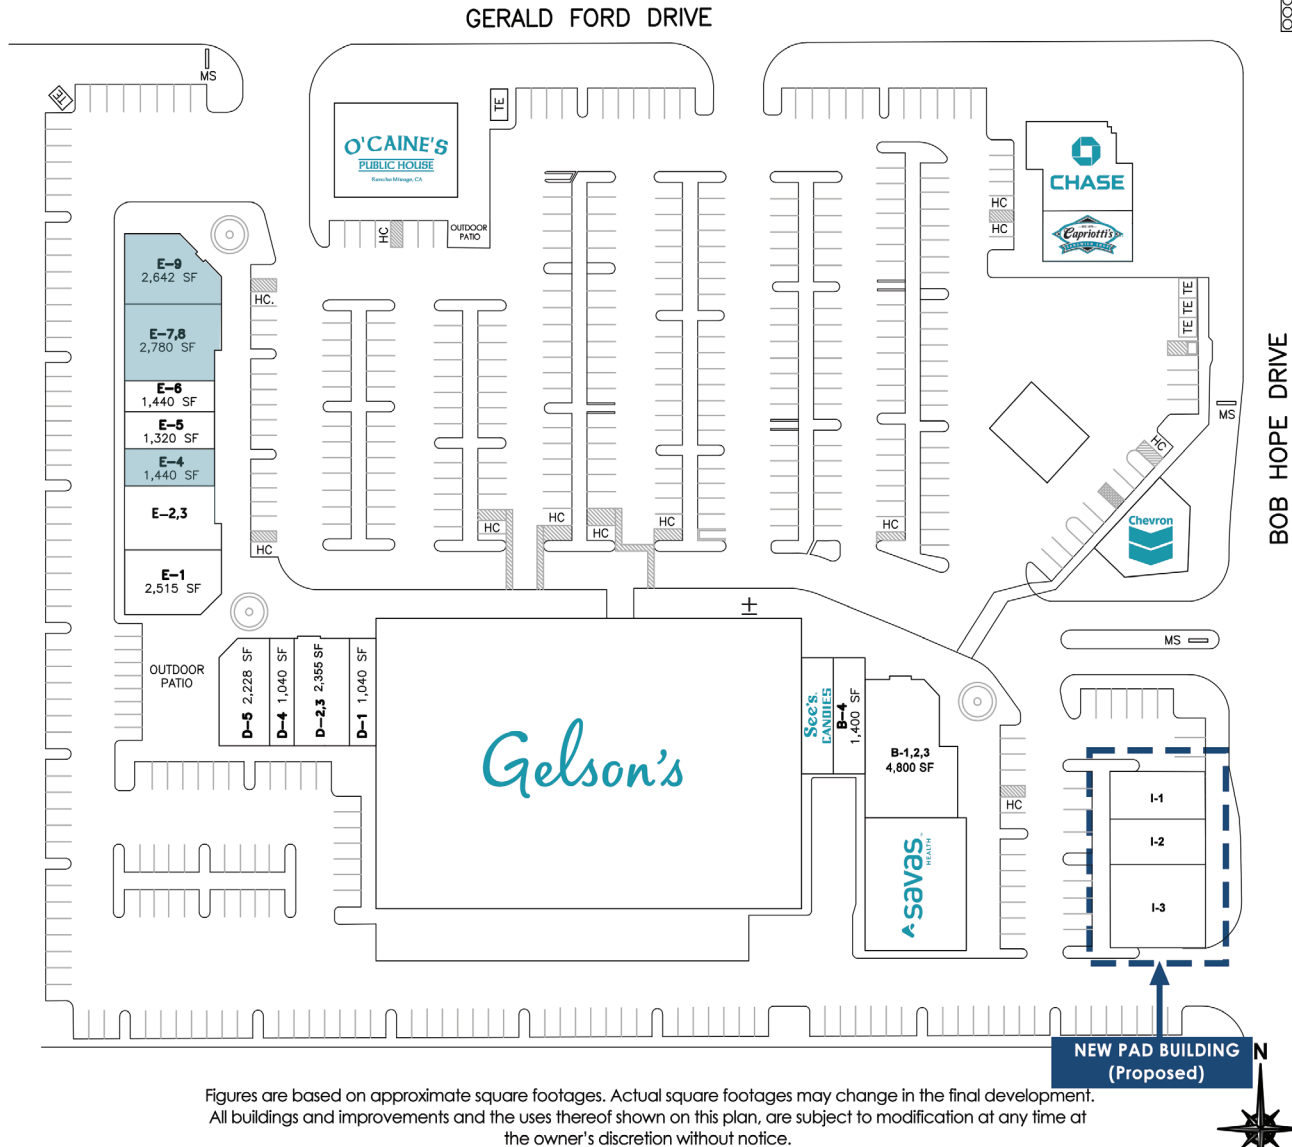 GERALD FORD DRIVE
MS
TE
TE
O'CAINE'S
PUBLIC HOUSE
Rancho Mirage, CA
HC
OUTDOOR
PATIO
CHASE
Capriotti's
HC
HC
TE
TE
TE
E-9
2,642 SF
HC.
E-7,8
2,780 SF
E-6
1,440 SF
E-5
1,320 SF
E-4
1,440 SF
E-2,3
E-1
2,515 SF
HC
HC
HC
HC
HC
HC
HC
MS
BOB HOPE DRIVE
Chevron
MS
OUTDOOR
PATIO
D-5 2,228 SF
D-4 1,040 SF
D-2,3 2,355 SF
D-1 1,040 SF
Gelson's
See's
CANDIES
B-4
1,400 SF
B-1,2,3
4,800 SF
HC
savas
HEALTH
I-1
I-2
I-3
NEW PAD BUILDING
(Proposed)
N
Figures are based on approximate square footages. Actual square footages may change in the final development.
All buildings and improvements and the uses thereof shown on this plan, are subject to modification at any time at
the owner's discretion without notice.